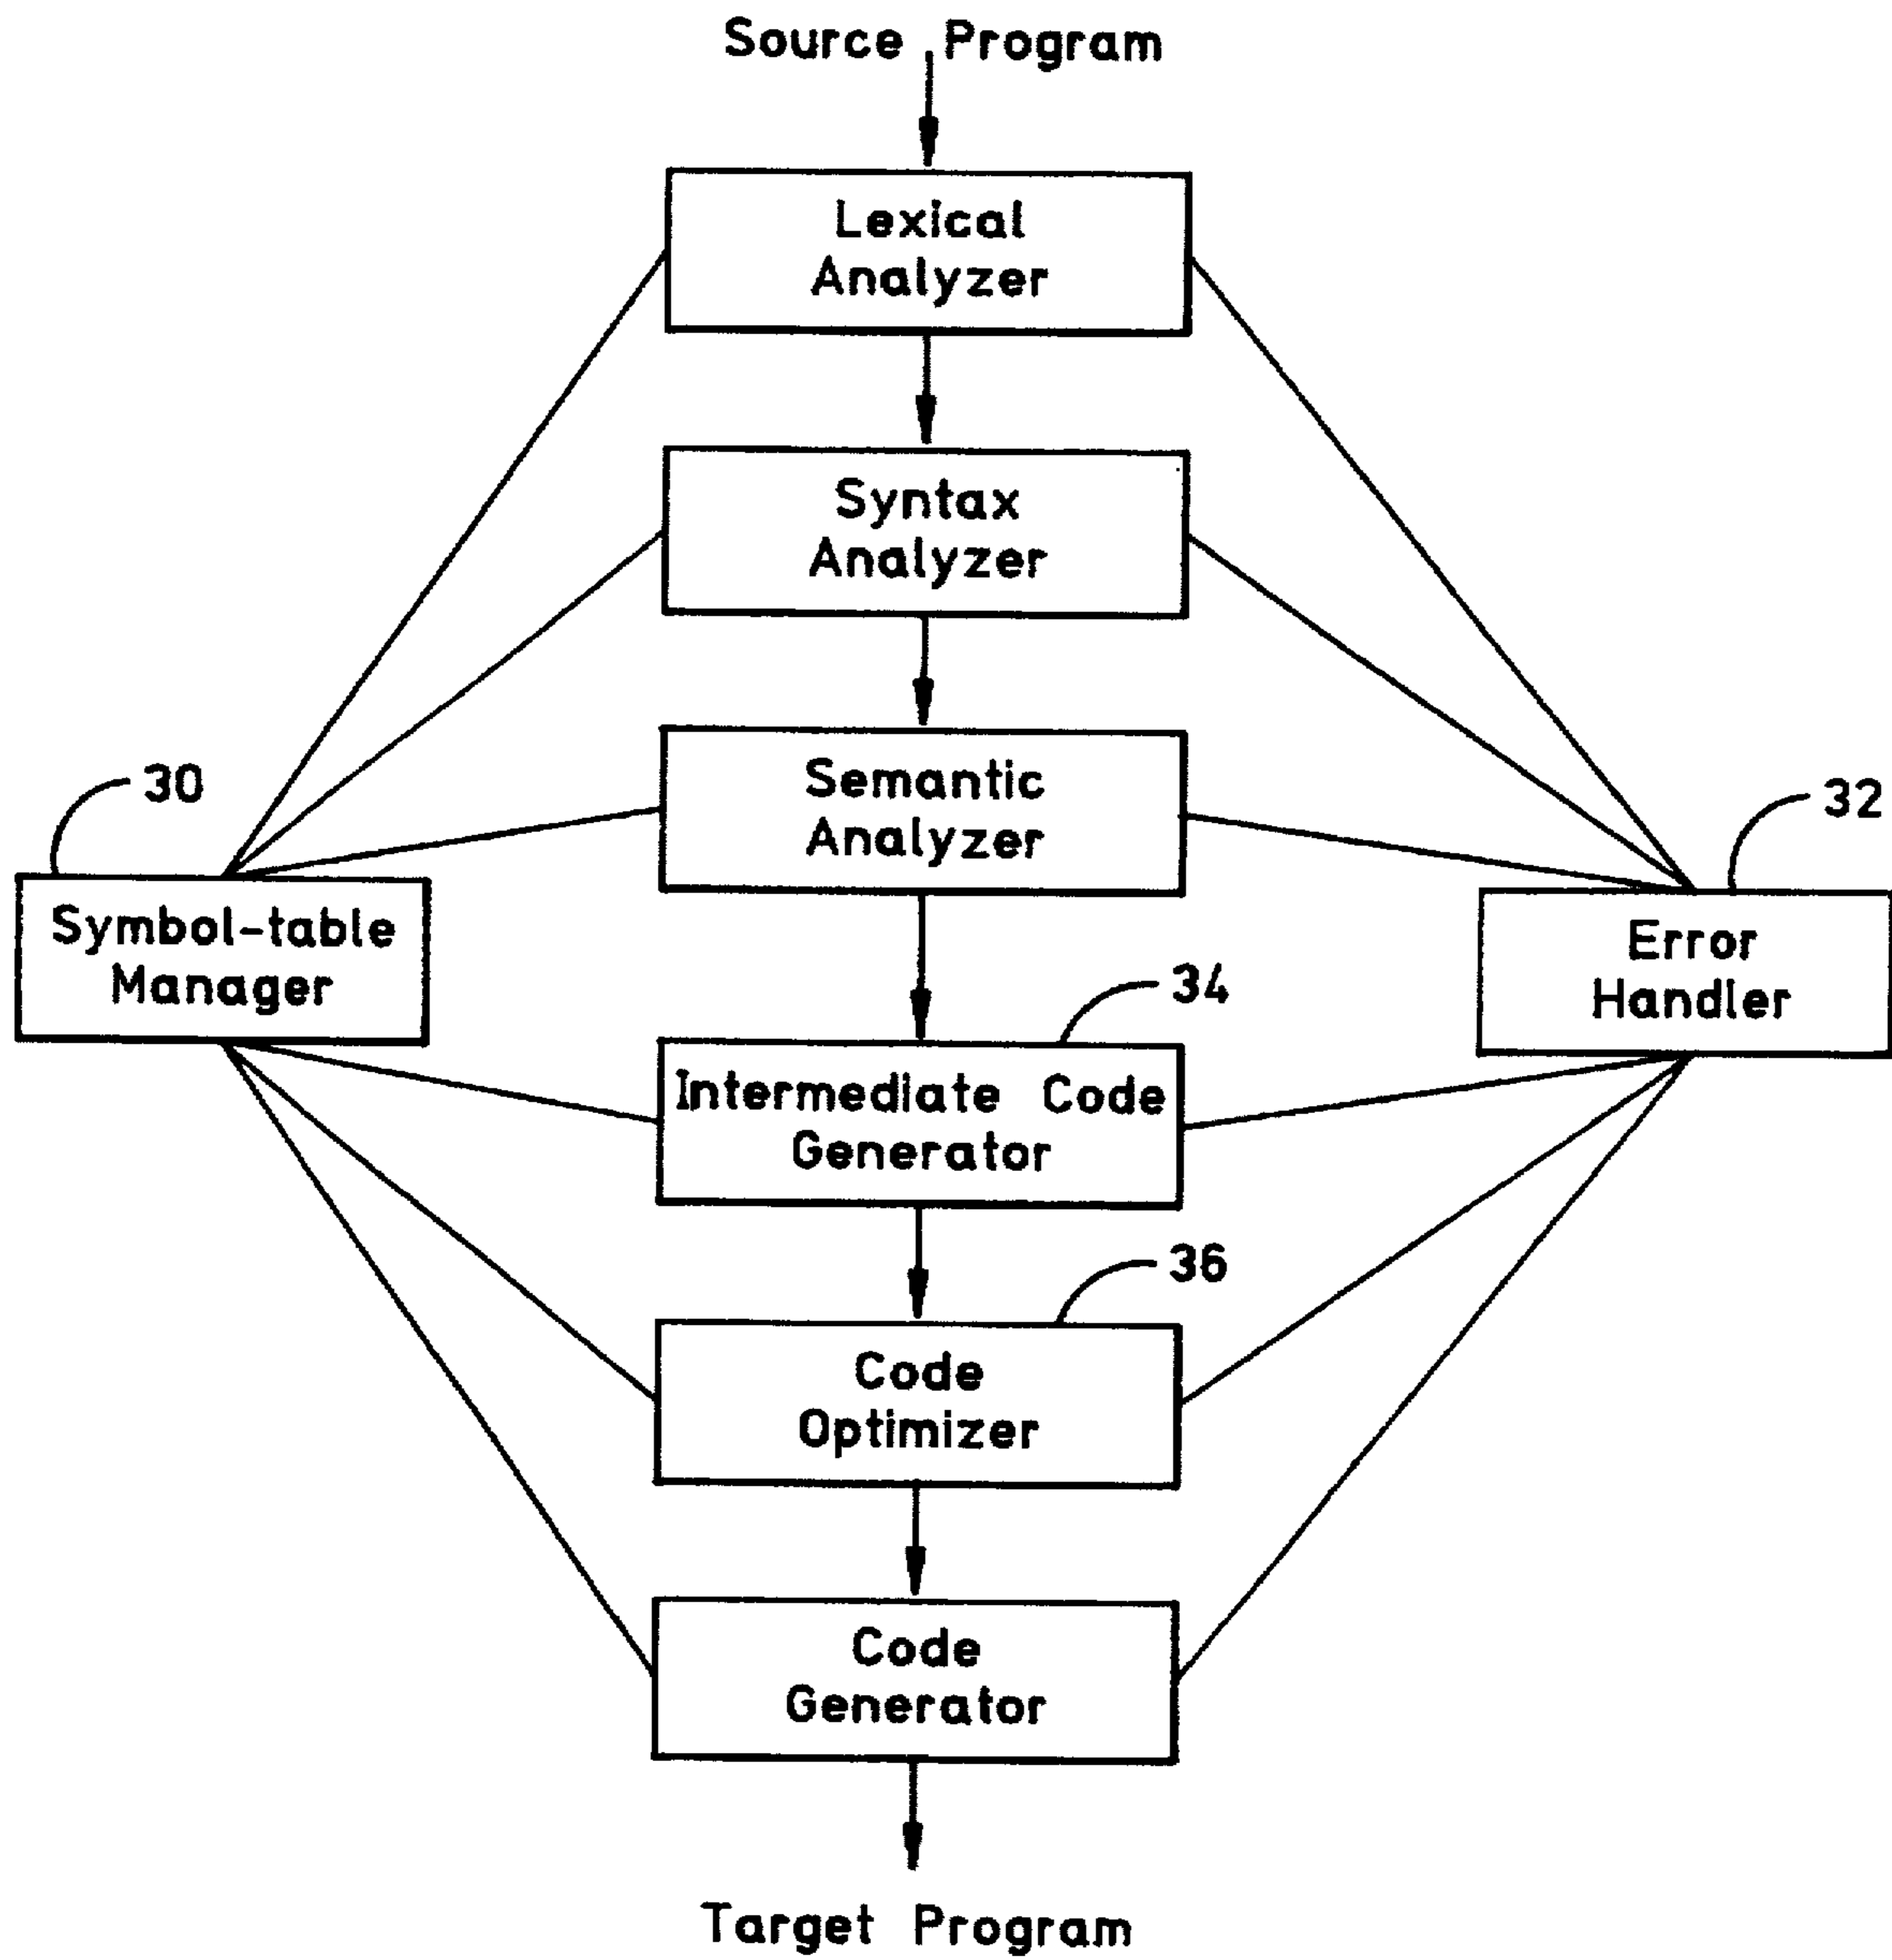 Source Program
Lexical
Analyzer
Syntax
Analyzer
Semantic
Analyzer
30
32
Symbol-table
Manager
Error
Handler
34
Intermediate Code
Generator
36
Code
Optimizer
Code
Generator
Target Program